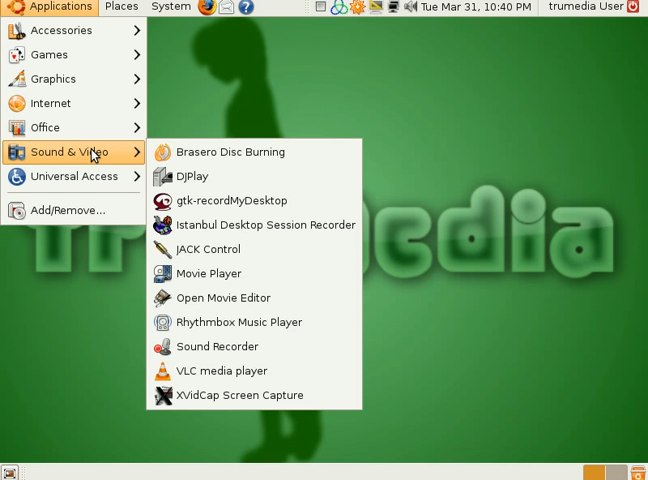 Applications Places System Tue Mar 31, 10:40 PM trumedia User
Accessories
Games
Graphics
Internet
Office
Sound & Video
Universal Access
Add/Remove...
Brasero Disc Burning
DJPlay
gtk-recordMyDesktop
Istanbul Desktop Session Recorder
JACK Control
Movie Player
Open Movie Editor
Rhythmbox Music Player
Sound Recorder
VLC media player
XVidCap Screen Capture